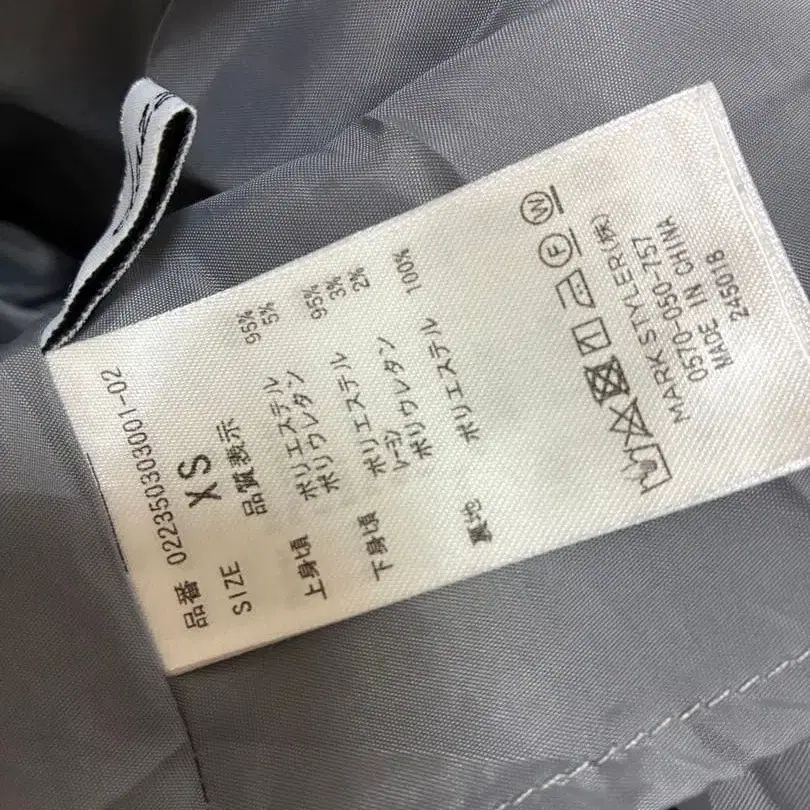 品番 022350303001-02
SIZE XS
品質表示
上身頃 ポリエステル 95%
ポリウレタン 5%
下身頃 ポリエステル 95%
レーヨン 3%
ポリウレタン 2%
裏地 ポリエステル 100%
F W
MARK STYLER(株)
0570-050-757
MADE IN CHINA
245018